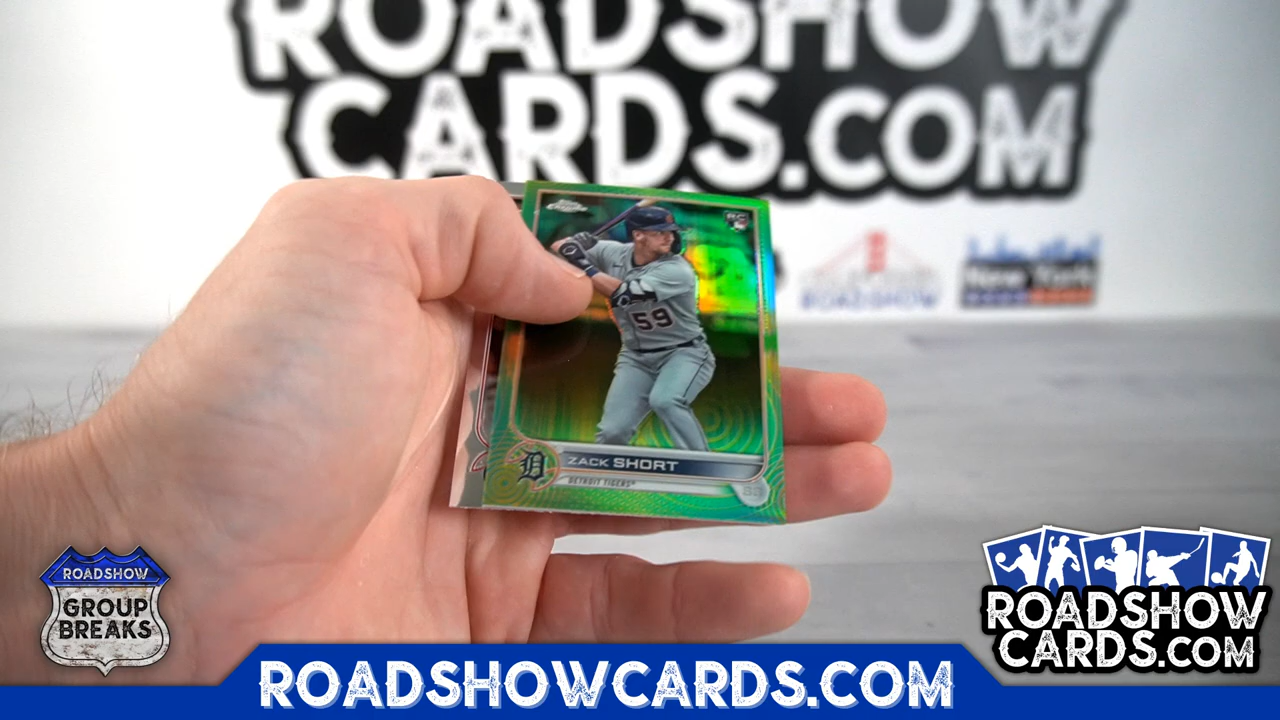 ROADSHOW
CARDS.COM
ROADSHOW
New York
RC
59
ZACK SHORT
DETROIT TIGERS®
ROADSHOW
GROUP
BREAKS
ROADSHOW
CARDS.COM
ROADSHOWCARDS.COM